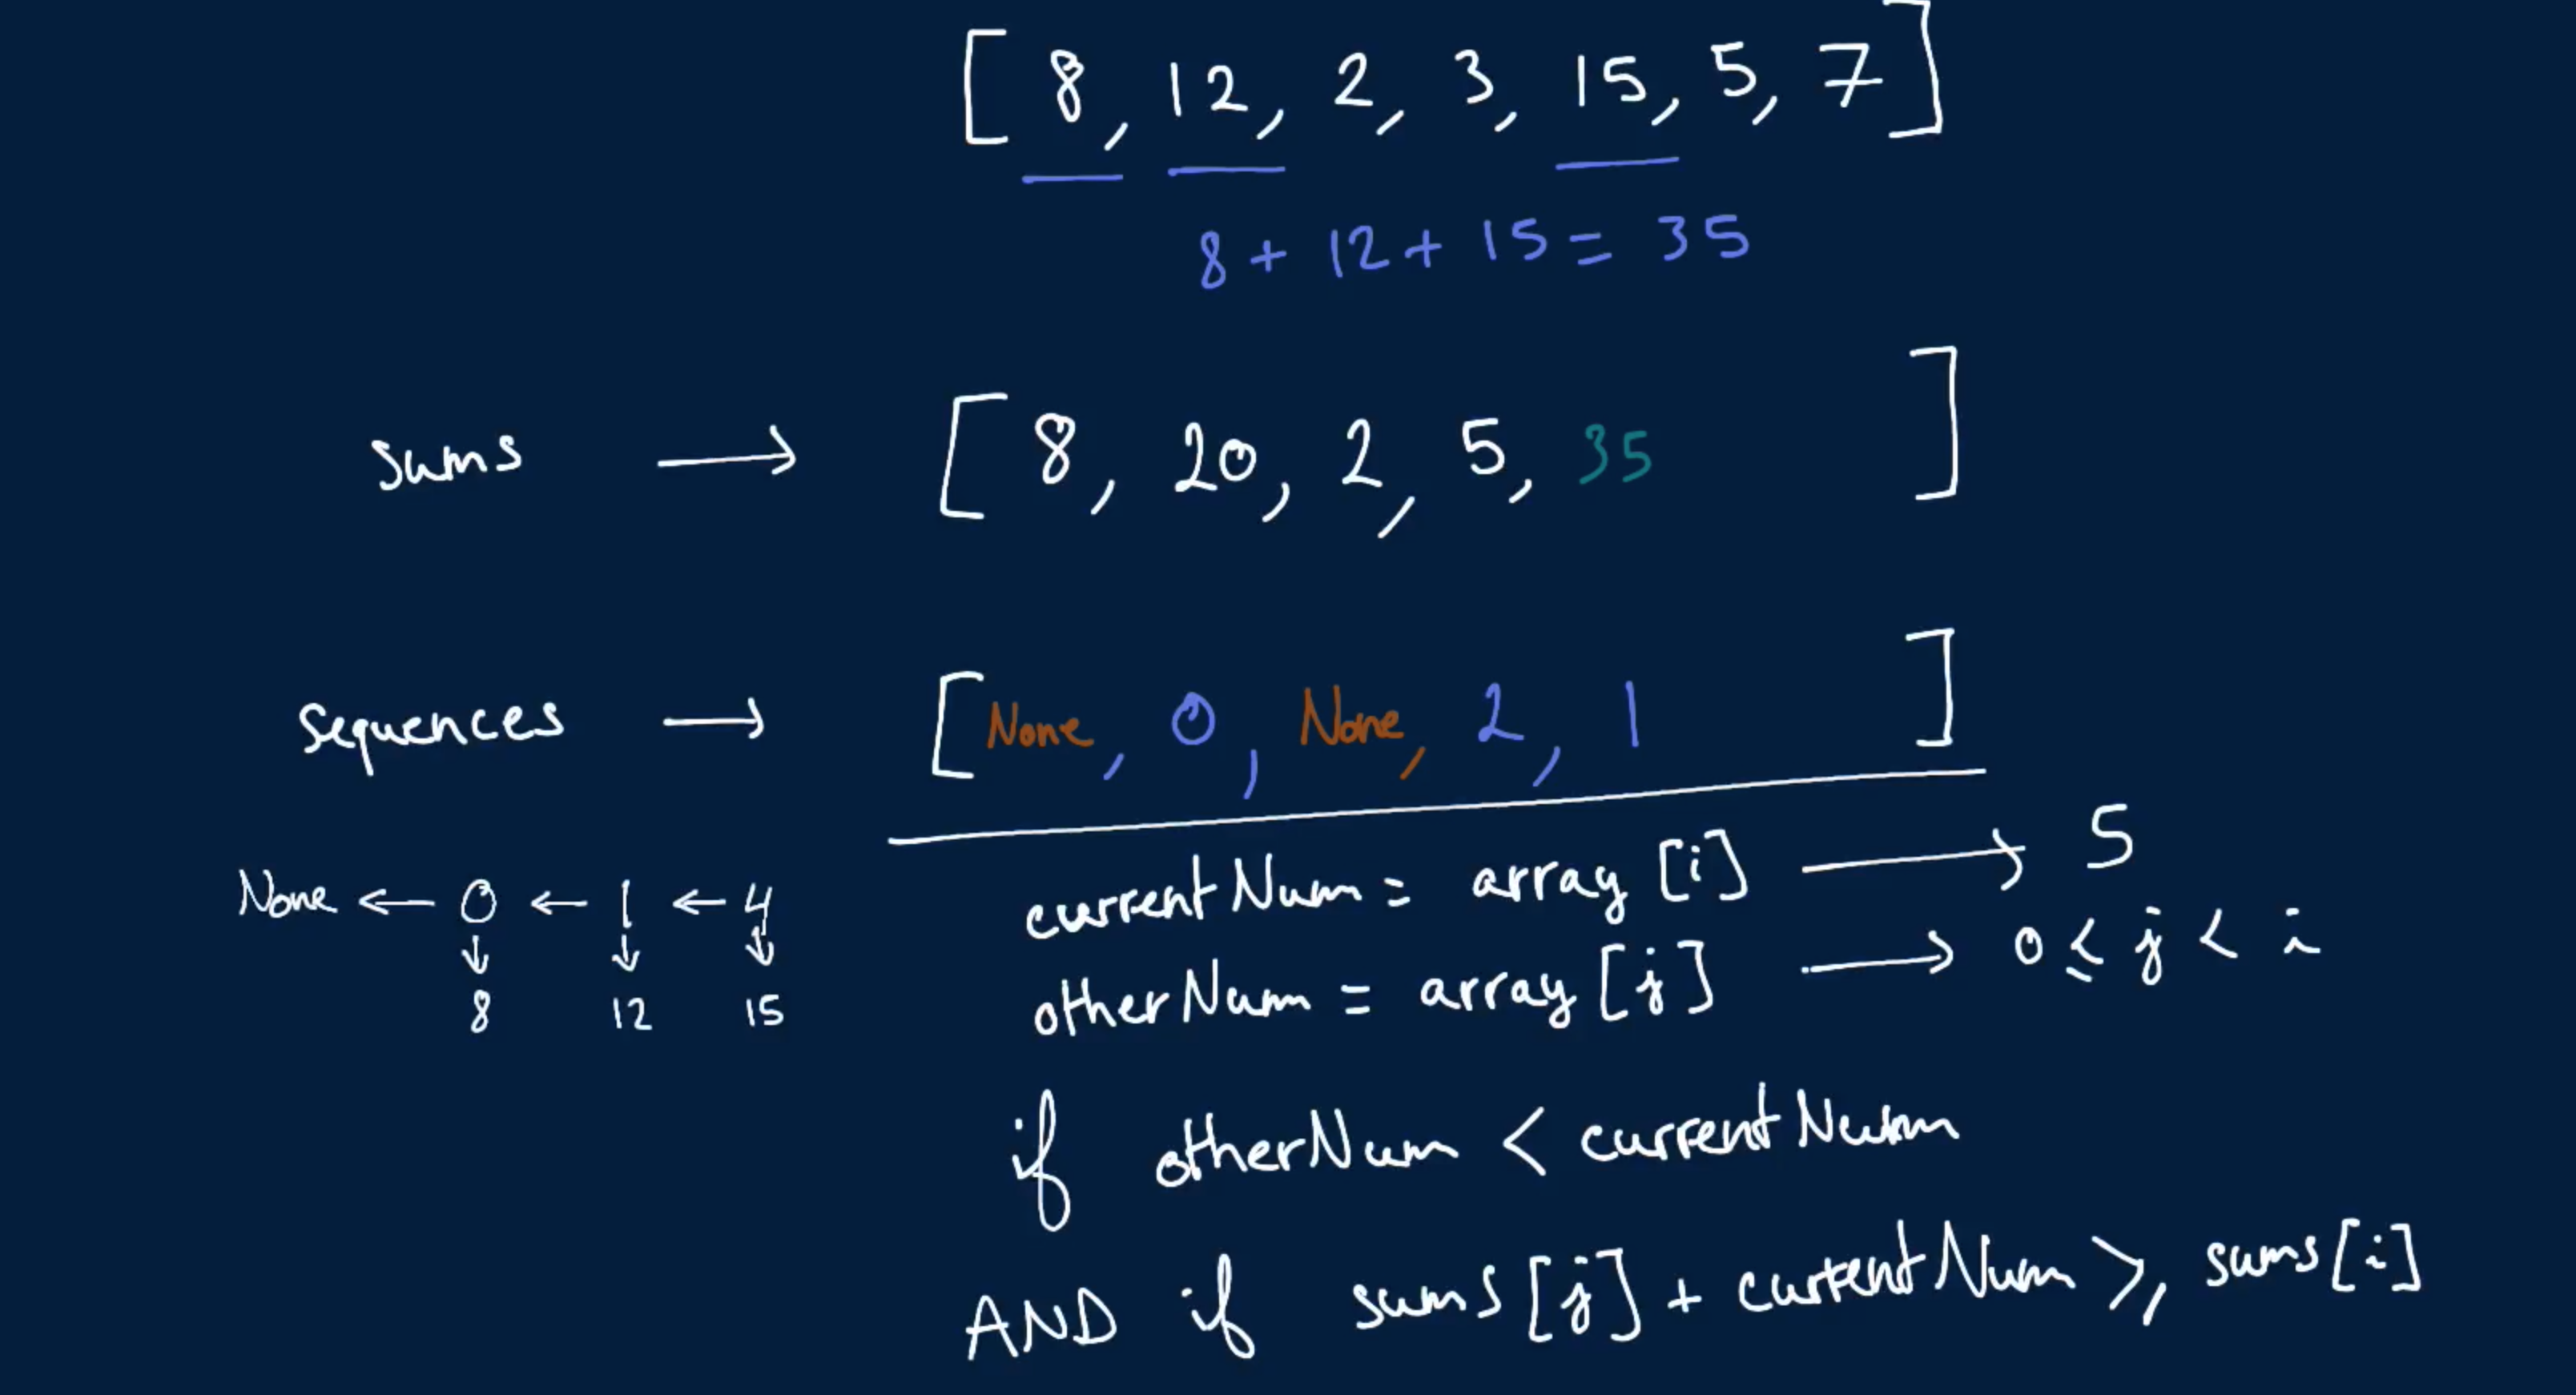 [ 8, 12, 2, 3, 15, 5, 7 ]
8 + 12 + 15 = 35
sums → [ 8, 20, 2, 5, 35 ]
sequences → [ None, 0, None, 2, 1 ]
None ← 0 ← 1 ← 4
↓ ↓ ↓
8 12 15
currentNum = array [i] → 5
otherNum = array [j] → 0 ≤ j < i
if otherNum < currentNum
AND if sums [j] + currentNum ≥ sums [i]